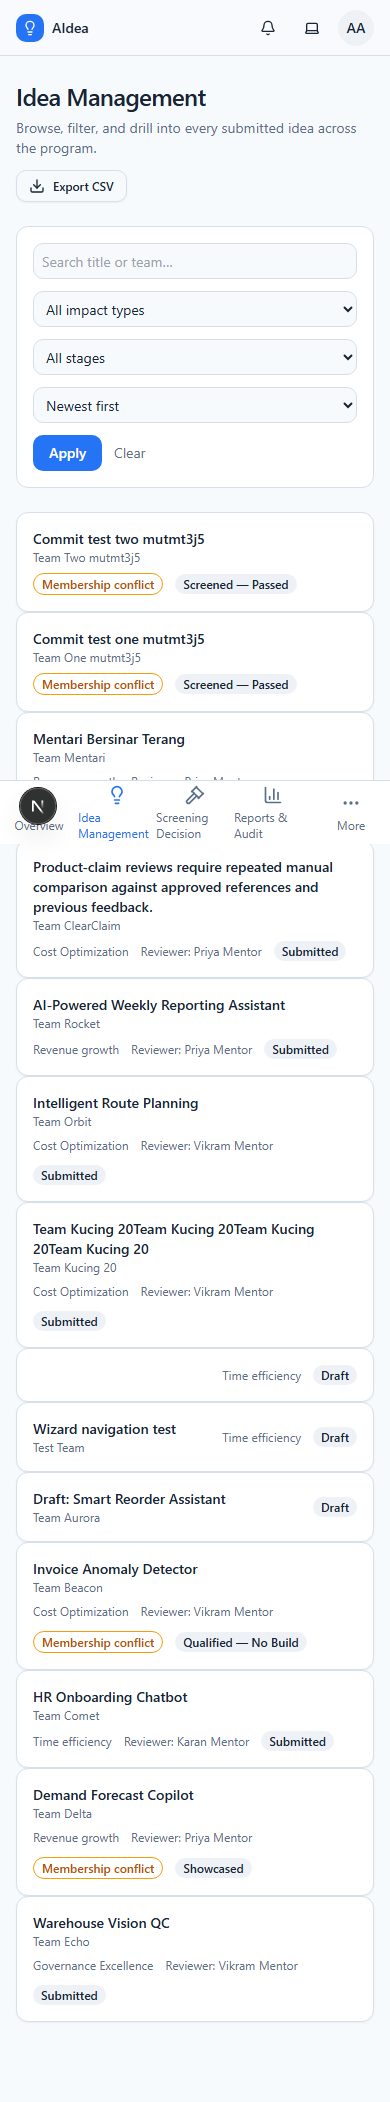 AIdea
AA
Idea Management
Browse, filter, and drill into every submitted idea across
the program.
Export CSV
Search title or team...
All impact types
All stages
Newest first
Apply
Clear
Commit test two mutmt3j5
Team Two mutmt3j5
Membership conflict
Screened — Passed
Commit test one mutmt3j5
Team One mutmt3j5
Membership conflict
Screened — Passed
Mentari Bersinar Terang
Team Mentari
N
Overview
Idea
Management
Screening
Decision
Reports &
Audit
More
Product-claim reviews require repeated manual
comparison against approved references and
previous feedback.
Team ClearClaim
Cost Optimization Reviewer: Priya Mentor Submitted
AI-Powered Weekly Reporting Assistant
Team Rocket
Revenue growth Reviewer: Priya Mentor Submitted
Intelligent Route Planning
Team Orbit
Cost Optimization Reviewer: Vikram Mentor
Submitted
Team Kucing 20Team Kucing 20Team Kucing
20Team Kucing 20
Team Kucing 20
Cost Optimization Reviewer: Vikram Mentor
Submitted
Time efficiency Draft
Wizard navigation test
Test Team
Time efficiency Draft
Draft: Smart Reorder Assistant
Team Aurora
Draft
Invoice Anomaly Detector
Team Beacon
Cost Optimization Reviewer: Vikram Mentor
Membership conflict Qualified — No Build
HR Onboarding Chatbot
Team Comet
Time efficiency Reviewer: Karan Mentor Submitted
Demand Forecast Copilot
Team Delta
Revenue growth Reviewer: Priya Mentor
Membership conflict Showcased
Warehouse Vision QC
Team Echo
Governance Excellence Reviewer: Vikram Mentor
Submitted